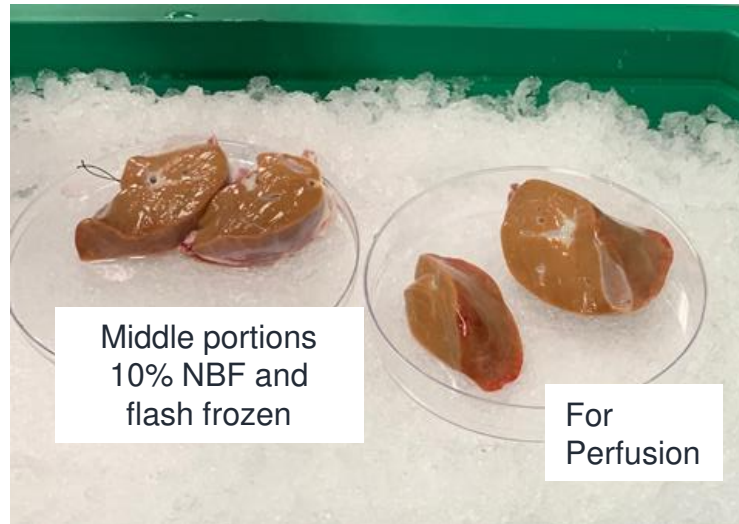 Middle portions
10% NBF and
flash frozen
For
Perfusion